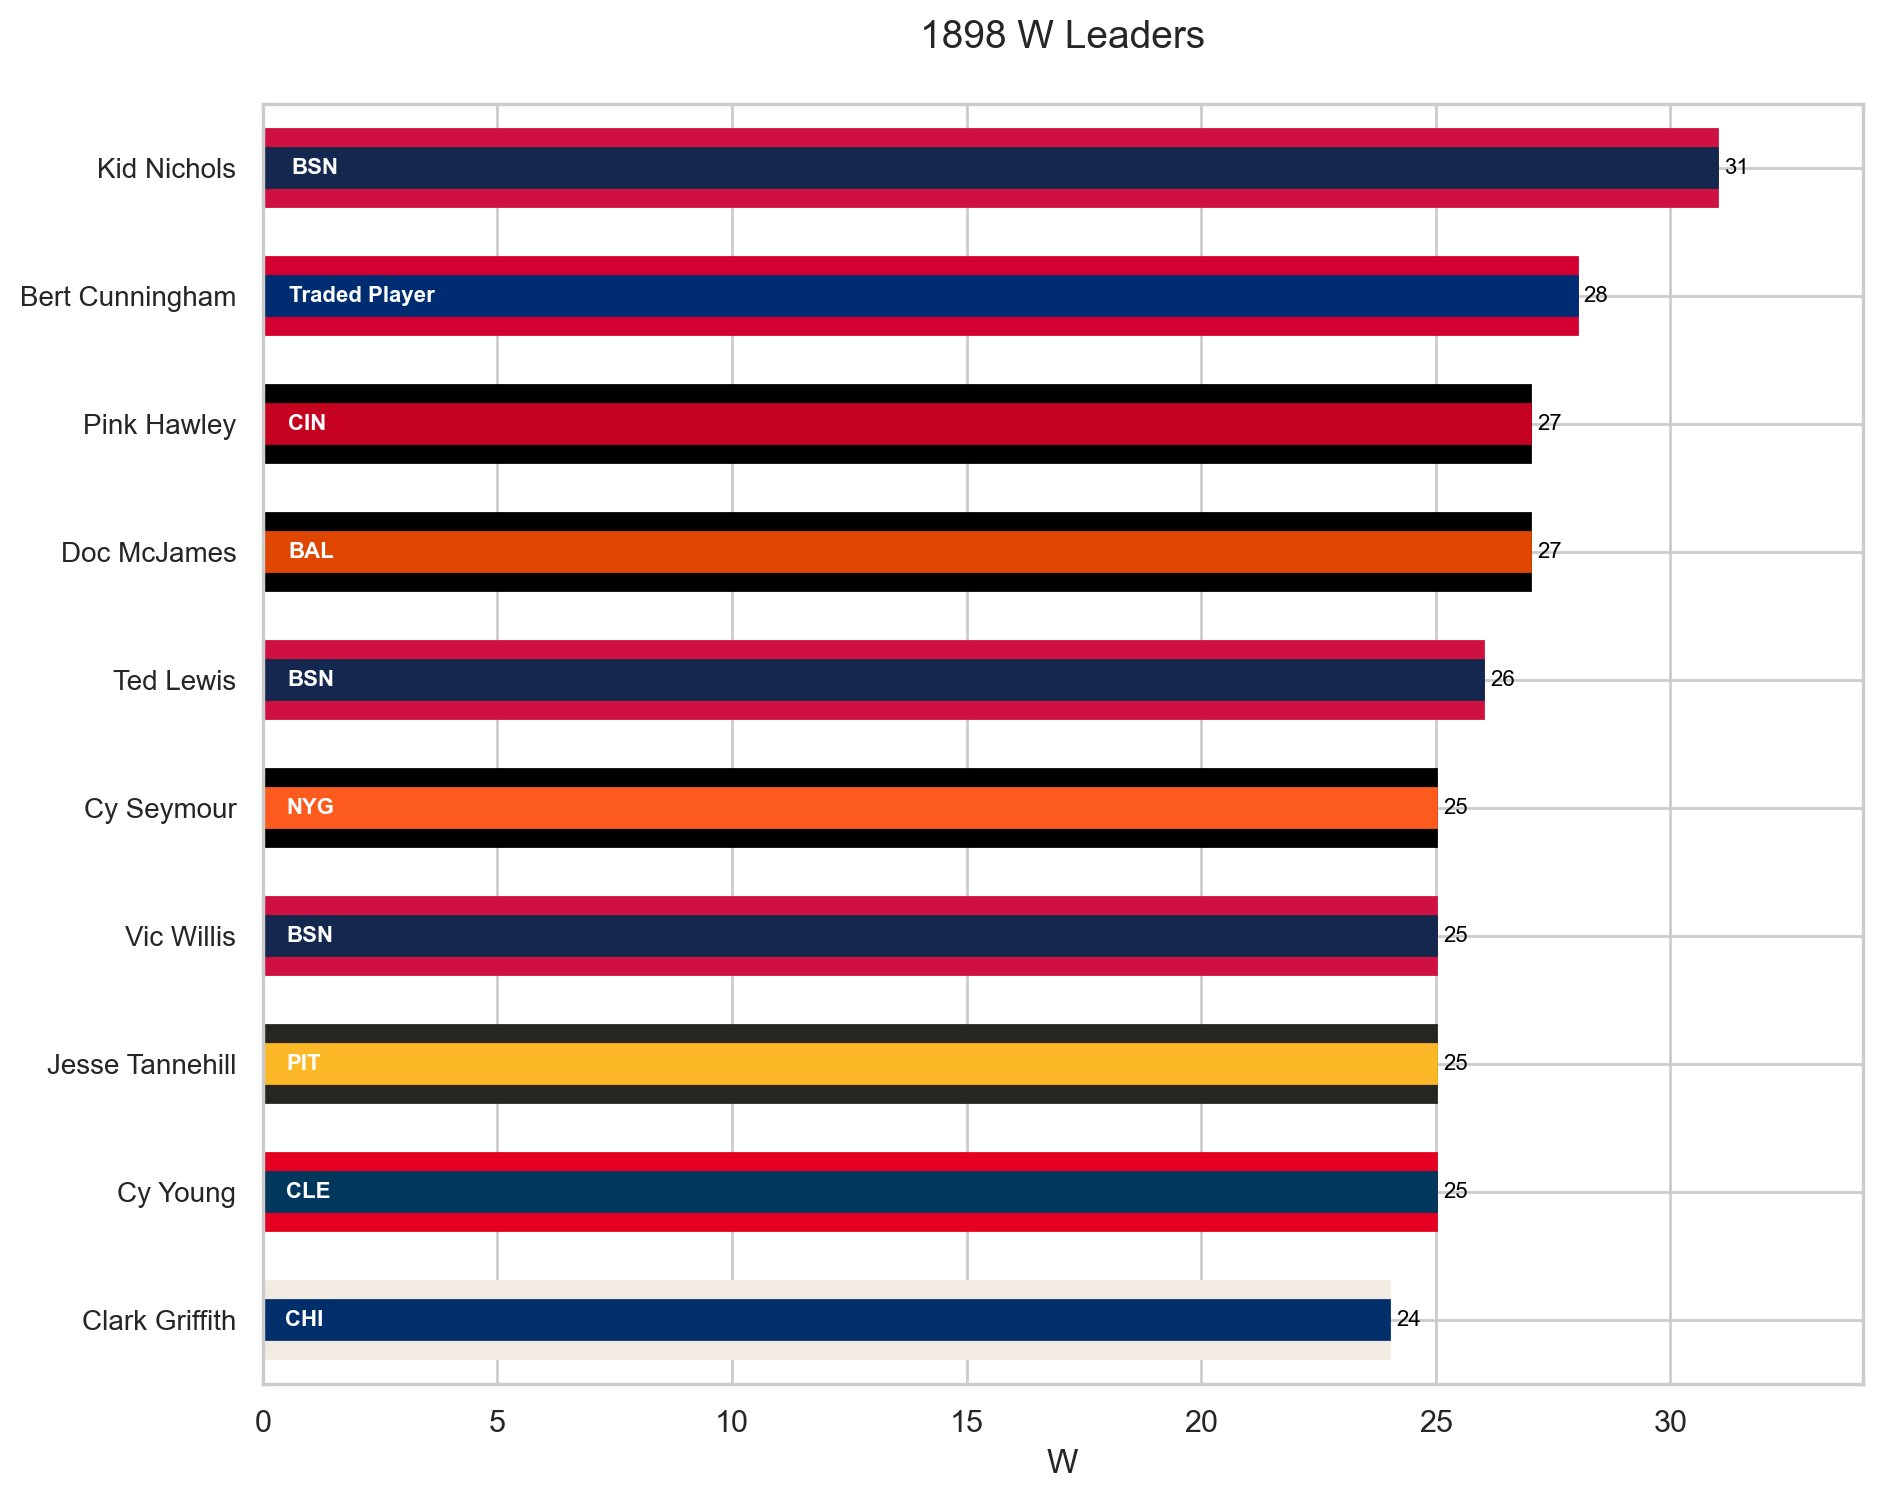 1898 W Leaders
Kid Nichols
BSN
31
Bert Cunningham
Traded Player
28
Pink Hawley
CIN
27
Doc McJames
BAL
27
Ted Lewis
BSN
26
Cy Seymour
NYG
25
Vic Willis
BSN
25
Jesse Tannehill
PIT
25
Cy Young
CLE
25
Clark Griffith
CHI
24
0 5 10 15 20 25 30
W